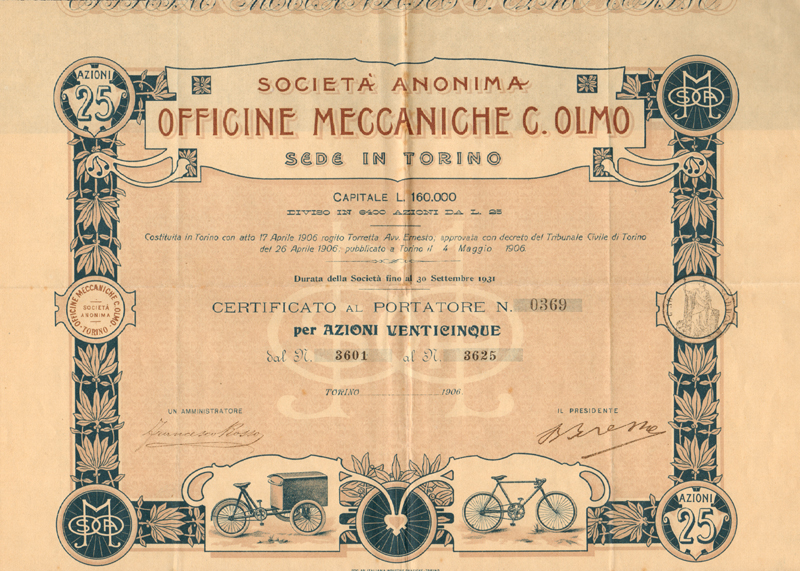 AZIONI
25
SOCIETÀ ANONIMA
OFFICINE MECCANICHE C. OLMO
SEDE IN TORINO
CAPITALE L. 160.000
DIVISO IN 6400 AZIONI DA L. 25
Costituita in Torino con atto 17 Aprile 1906 rogito Torretta Avv. Ernesto, approvata con decreto del Tribunale Civile di Torino
del 26 Aprile 1906 pubblicato a Torino il 4 Maggio 1906.
Durata della Società fino al 30 Settembre 1931
OFFICINE MECCANICHE C. OLMO
SOCIETÀ
ANONIMA
TORINO
CERTIFICATO AL PORTATORE N. 0369
per AZIONI VENTICINQUE
dal N. 3601 al N. 3625
TORINO 1906.
UN AMMINISTRATORE
IL PRESIDENTE
Francesco Rosso
AZIONI
25